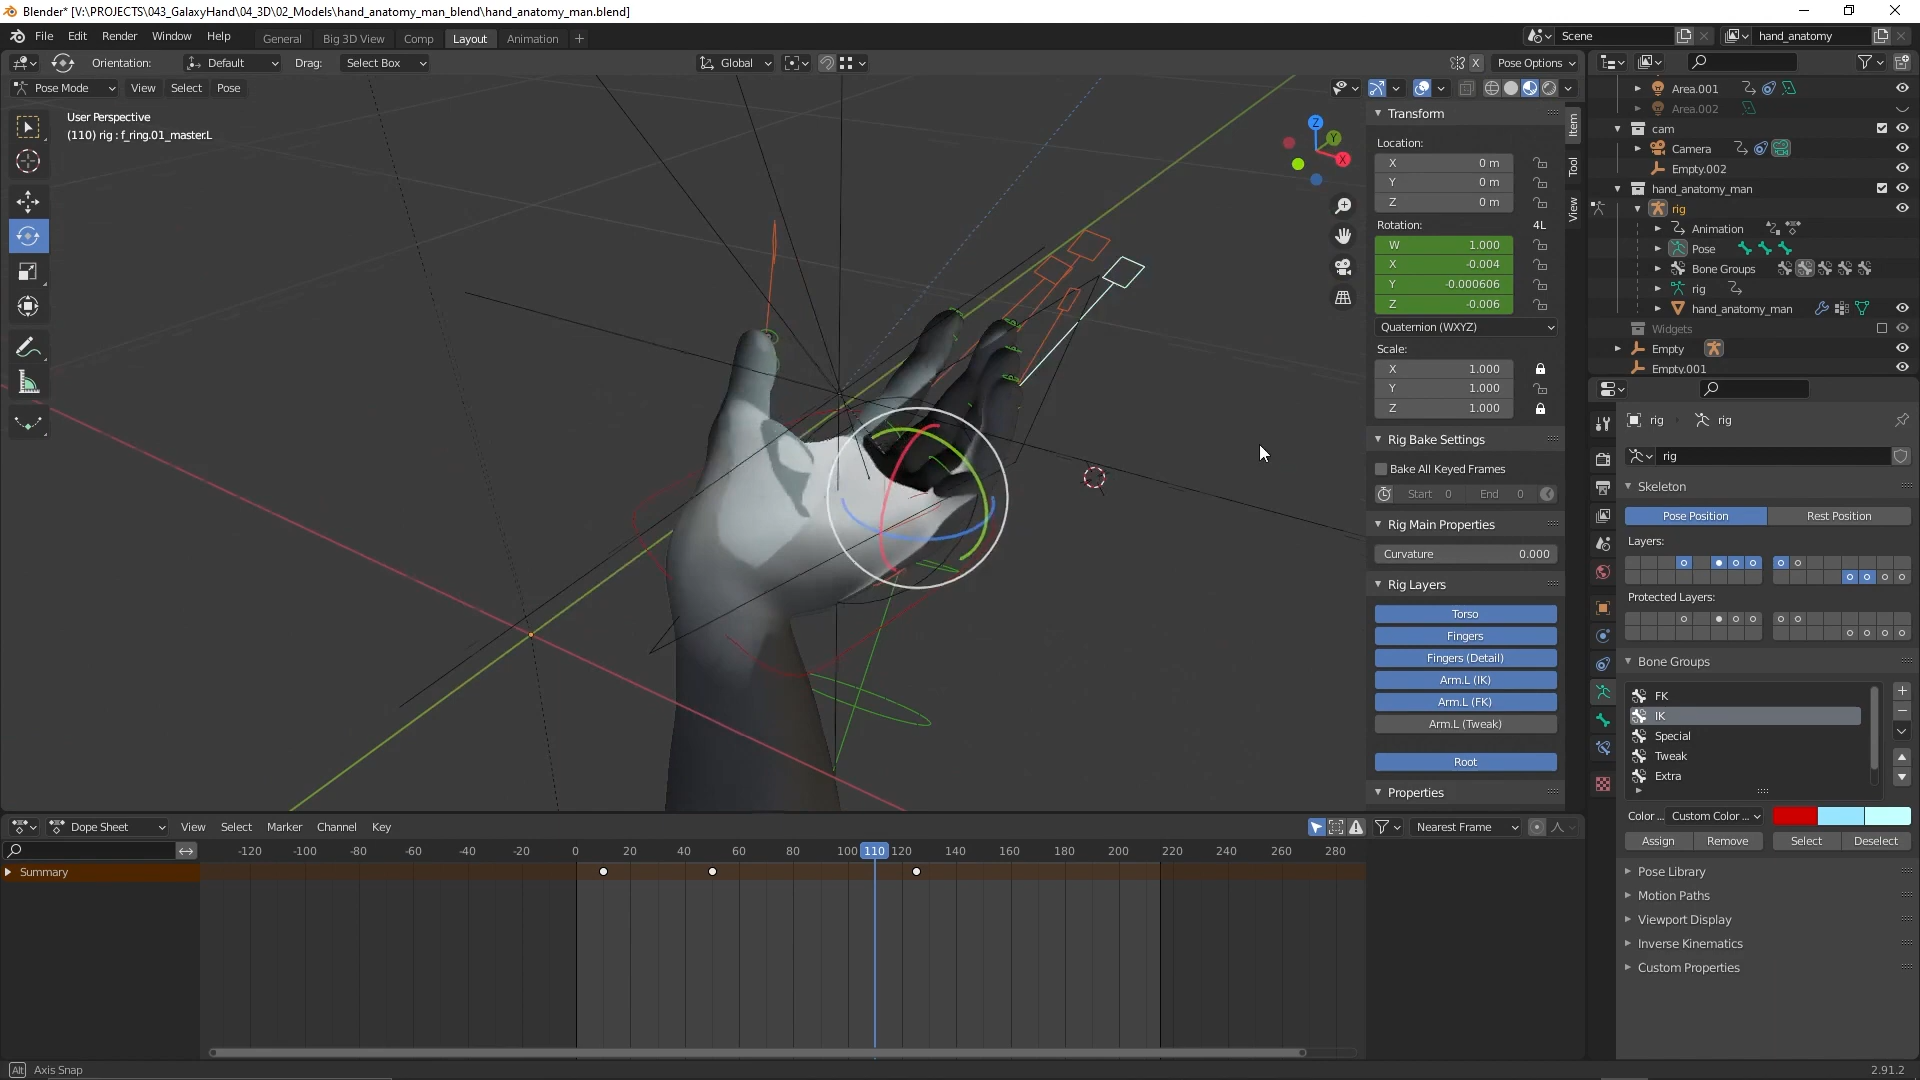 Blender* [V:\PROJECTS\043_GalaxyHand\04_3D\02_Models\hand_anatomy_man_blend\hand_anatomy_man.blend]
File Edit Render Window Help General Big 3D View Comp Layout Animation + Scene hand_anatomy
Orientation: Default Drag: Select Box Global X Pose Options
Pose Mode View Select Pose
User Perspective
(110) rig : f_ring.01_master.L
Z
Y
X
Item
Tool
View
Transform
Location:
X 0 m
Y 0 m
Z 0 m
Rotation: 4L
W 1.000
X -0.004
Y -0.000606
Z -0.006
Quaternion (WXYZ)
Scale:
X 1.000
Y 1.000
Z 1.000
Rig Bake Settings
Bake All Keyed Frames
Start 0 End 0
Rig Main Properties
Curvature 0.000
Rig Layers
Torso
Fingers
Fingers (Detail)
Arm.L (IK)
Arm.L (FK)
Arm.L (Tweak)
Root
Properties
Area.001
Area.002
cam
Camera
Empty.002
hand_anatomy_man
rig
Animation
Pose
Bone Groups
rig
hand_anatomy_man
Widgets
Empty
Empty.001
rig rig
rig
Skeleton
Pose Position Rest Position
Layers:
Protected Layers:
Bone Groups
FK
IK
Special
Tweak
Extra
Color ... Custom Color ...
Assign Remove Select Deselect
Pose Library
Motion Paths
Viewport Display
Inverse Kinematics
Custom Properties
Dope Sheet View Select Marker Channel Key Nearest Frame
-120 -100 -80 -60 -40 -20 0 20 40 60 80 100 110 120 140 160 180 200 220 240 260 280
Summary
Alt Axis Snap
2.91.2